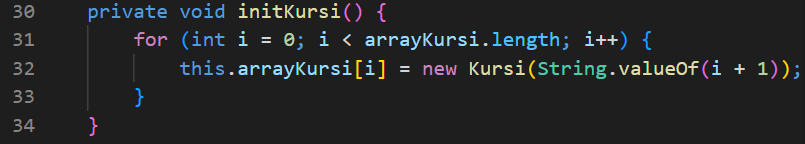 30 private void initKursi() {
31 for (int i = 0; i < arrayKursi.length; i++) {
32 this.arrayKursi[i] = new Kursi(String.valueOf(i + 1));
33 }
34 }